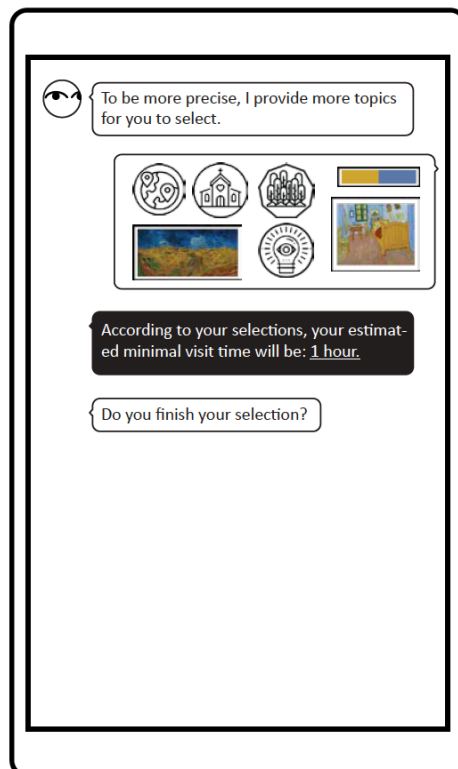 To be more precise, I provide more topics
for you to select.
According to your selections, your estimat-
ed minimal visit time will be: 1 hour.
Do you finish your selection?